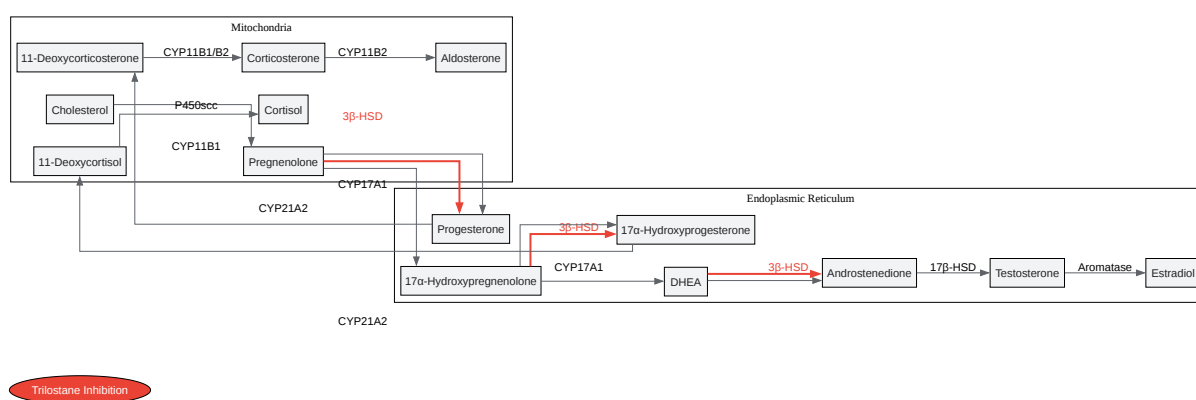 Mitochondria
11-Deoxycorticosterone
CYP11B1/B2
Corticosterone
CYP11B2
Aldosterone
Cholesterol
P450scc
Cortisol
3β-HSD
11-Deoxycortisol
CYP11B1
Pregnenolone
CYP17A1
Endoplasmic Reticulum
CYP21A2
Progesterone
3β-HSD
17α-Hydroxyprogesterone
17α-Hydroxypregnenolone
CYP17A1
DHEA
3β-HSD
Androstenedione
17β-HSD
Testosterone
Aromatase
Estradiol
CYP21A2
Trilostane Inhibition